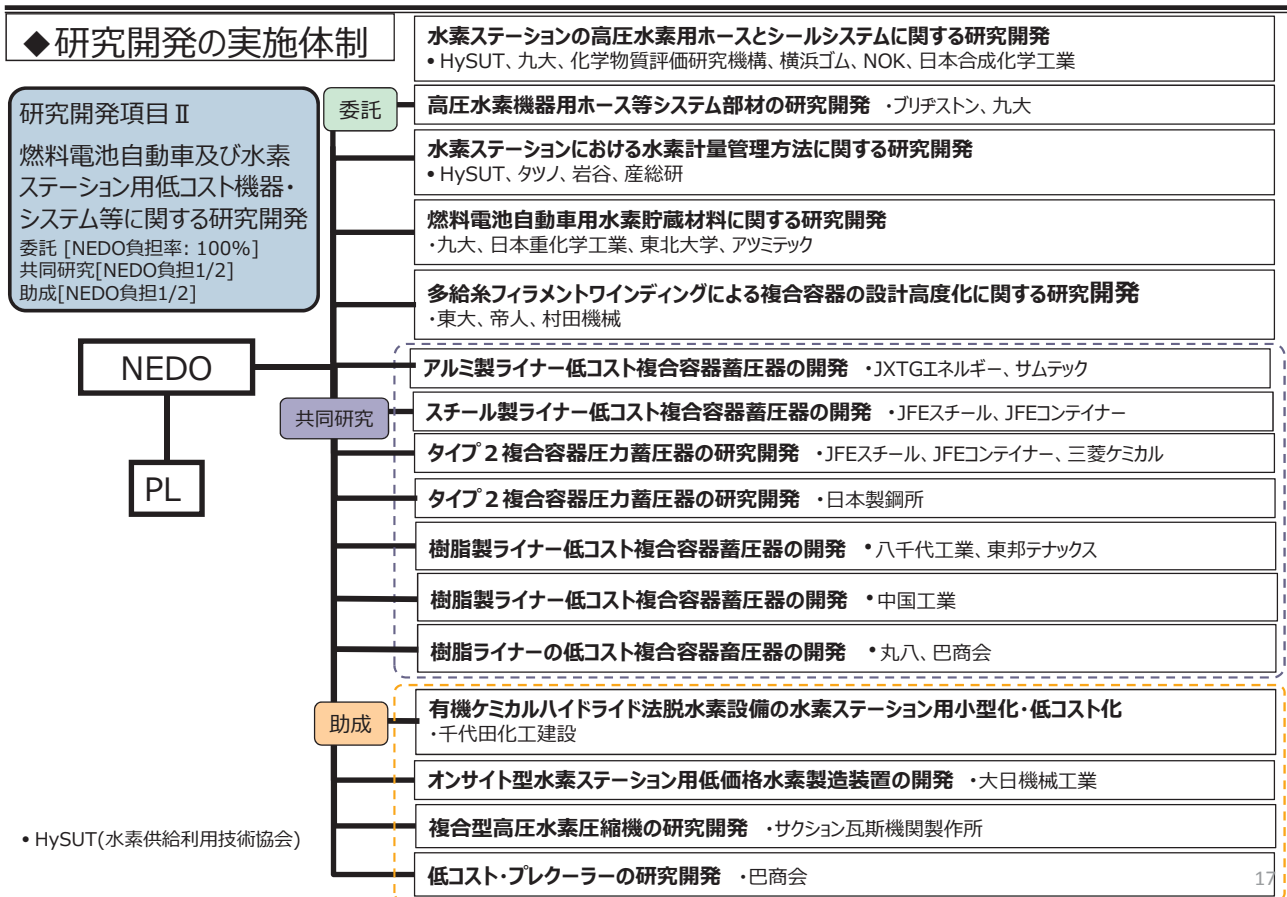 ◆研究開発の実施体制
研究開発項目Ⅱ
燃料電池自動車及び水素
ステーション用低コスト機器・
システム等に関する研究開発
委託 [NEDO負担率: 100%]
共同研究[NEDO負担1/2]
助成[NEDO負担1/2]
NEDO
PL
委託
水素ステーションの高圧水素用ホースとシールシステムに関する研究開発
• HySUT、九大、化学物質評価研究機構、横浜ゴム、NOK、日本合成化学工業
高圧水素機器用ホース等システム部材の研究開発 ・ブリヂストン、九大
水素ステーションにおける水素計量管理方法に関する研究開発
• HySUT、タツノ、岩谷、産総研
燃料電池自動車用水素貯蔵材料に関する研究開発
・九大、日本重化学工業、東北大学、アツミテック
多給糸フィラメントワインディングによる複合容器の設計高度化に関する研究開発
・東大、帝人、村田機械
共同研究
アルミ製ライナー低コスト複合容器蓄圧器の開発 ・JXTGエネルギー、サムテック
スチール製ライナー低コスト複合容器蓄圧器の開発 ・JFEスチール、JFEコンテイナー
タイプ２複合容器圧力蓄圧器の研究開発 ・JFEスチール、JFEコンテイナー、三菱ケミカル
タイプ２複合容器圧力蓄圧器の研究開発 ・日本製鋼所
樹脂製ライナー低コスト複合容器蓄圧器の開発 •八千代工業、東邦テナックス
樹脂製ライナー低コスト複合容器蓄圧器の開発 •中国工業
樹脂ライナーの低コスト複合容器畜圧器の開発 •丸八、巴商会
助成
有機ケミカルハイドライド法脱水素設備の水素ステーション用小型化・低コスト化
・千代田化工建設
オンサイト型水素ステーション用低価格水素製造装置の開発 ・大日機械工業
複合型高圧水素圧縮機の研究開発 ・サクション瓦斯機関製作所
低コスト・プレクーラーの研究開発 ・巴商会
• HySUT(水素供給利用技術協会)
17